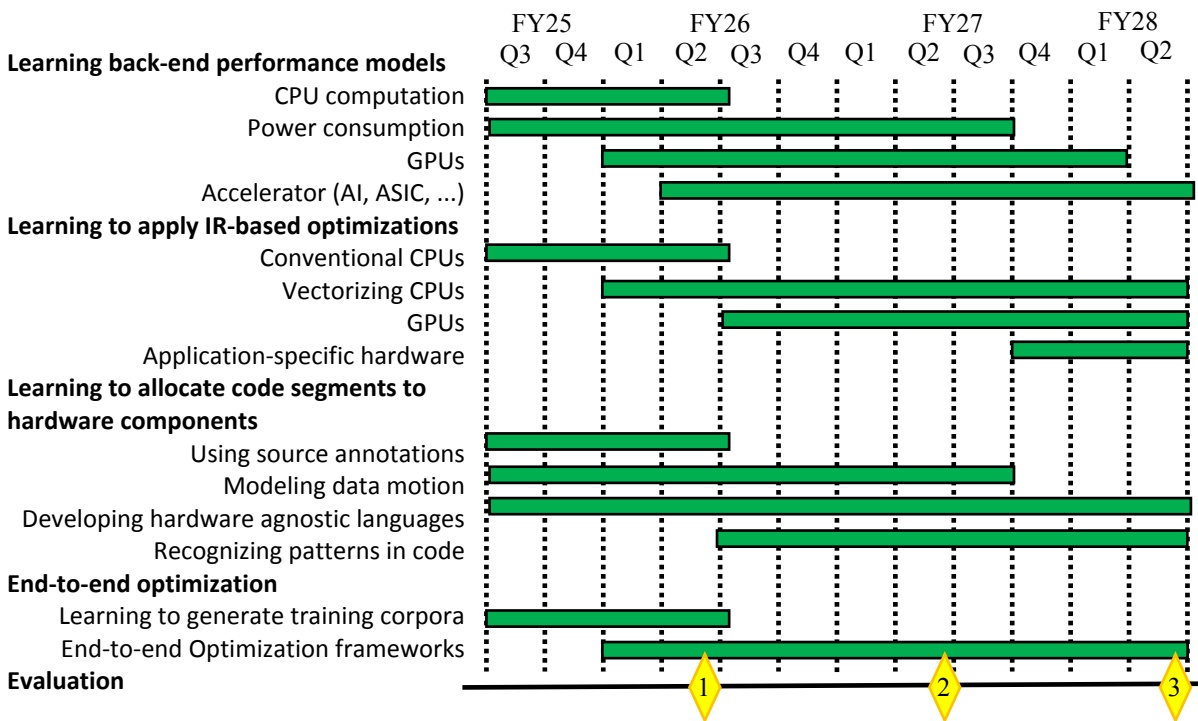 FY25 FY26 FY27 FY28
Q3 Q4 Q1 Q2 Q3 Q4 Q1 Q2 Q3 Q4 Q1 Q2
Learning back-end performance models
CPU computation
Power consumption
GPUs
Accelerator (AI, ASIC, ...)
Learning to apply IR-based optimizations
Conventional CPUs
Vectorizing CPUs
GPUs
Application-specific hardware
Learning to allocate code segments to
hardware components
Using source annotations
Modeling data motion
Developing hardware agnostic languages
Recognizing patterns in code
End-to-end optimization
Learning to generate training corpora
End-to-end Optimization frameworks
Evaluation 1 2 3